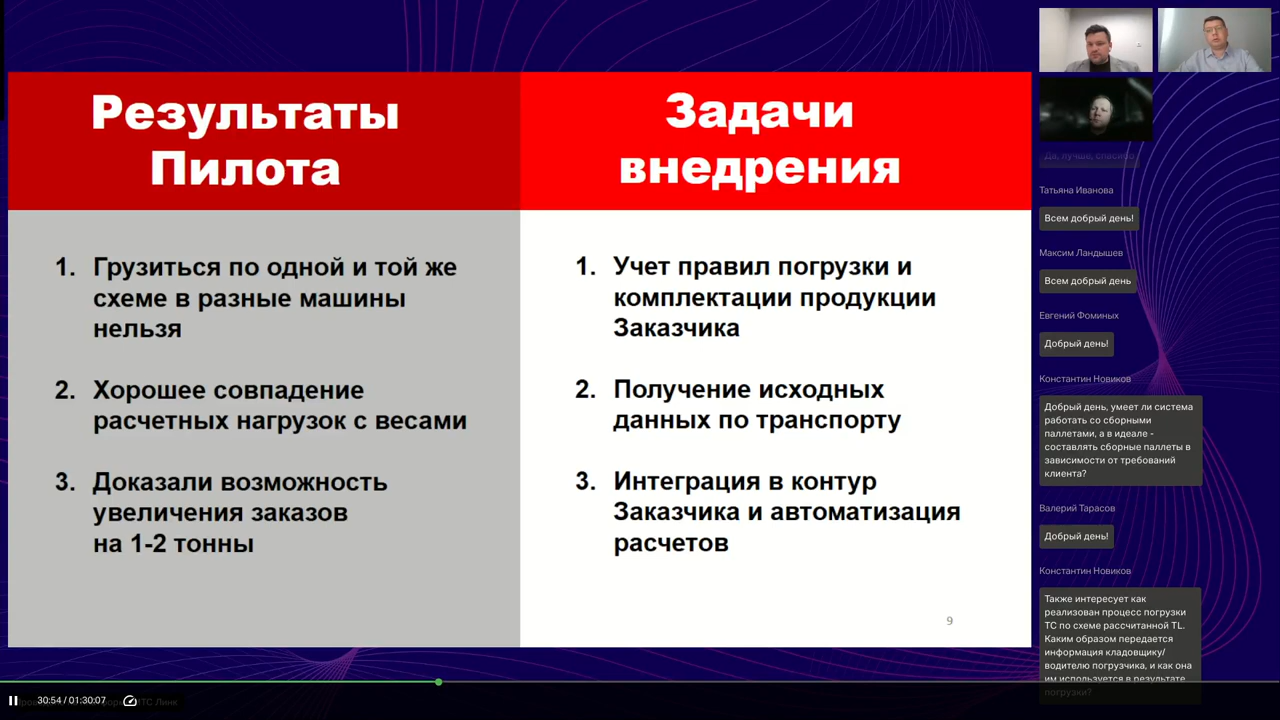 Результаты
Пилота
1. Грузиться по одной и той же
схеме в разные машины
нельзя
2. Хорошее совпадение
расчетных нагрузок с весами
3. Доказали возможность
увеличения заказов
на 1-2 тонны
Задачи
внедрения
1. Учет правил погрузки и
комплектации продукции
Заказчика
2. Получение исходных
данных по транспорту
3. Интеграция в контур
Заказчика и автоматизация
расчетов
9
Да, лучше, спасибо
Татьяна Иванова
Всем добрый день!
Максим Ландышев
Всем добрый день
Евгений Фоминых
Добрый день!
Константин Новиков
Добрый день, умеет ли система
работать со сборными
паллетами, а в идеале -
составлять сборные паллеты в
зависимости от требований
клиента?
Валерий Тарасов
Добрый день!
Константин Новиков
Также интересует как
реализован процесс погрузки
ТС по схеме рассчитанной TL.
Каким образом передается
информация кладовщику/
водителю погрузчика, и как она
им используется в результате
погрузки?
30:54 / 01:30:07
МТС Линк